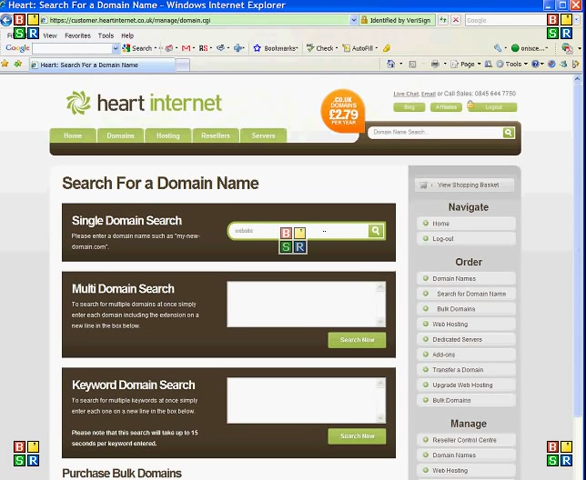 Heart: Search For a Domain Name - Windows Internet Explorer
https://customer.heartinternet.co.uk/manage/domain.cgi
Identified by VeriSign
Google
View Favorites Tools Help
Google
Search
Bookmarks
Check
AutoFill
Heart: Search For a Domain Name
Page
Tools
heart internet
.CO.UK
DOMAINS
£2.79
PER YEAR
Live Chat, Email or Call Sales: 0845 644 7750
Blog
Affiliates
Logout
Home
Domains
Hosting
Resellers
Servers
Domain Name Search...
Search For a Domain Name
View Shopping Basket
Single Domain Search
Please enter a domain name such as "my-new-
domain.com".
website
Navigate
Home
Log-out
Order
Domain Names
Search for Domain Name
Bulk Domains
Web Hosting
Dedicated Servers
Add-ons
Transfer a Domain
Upgrade Web Hosting
Bulk Domains
Multi Domain Search
To search for multiple domains at once simply
enter each domain including the extension on a
new line in the box below.
Search Now
Keyword Domain Search
To search for multiple keywords at once simply
enter each one on a new line in the box below.
Please note that this search will take up to 15
seconds per keyword entered.
Search Now
Manage
Reseller Control Centre
Domain Names
Web Hosting
Purchase Bulk Domains
B
S R